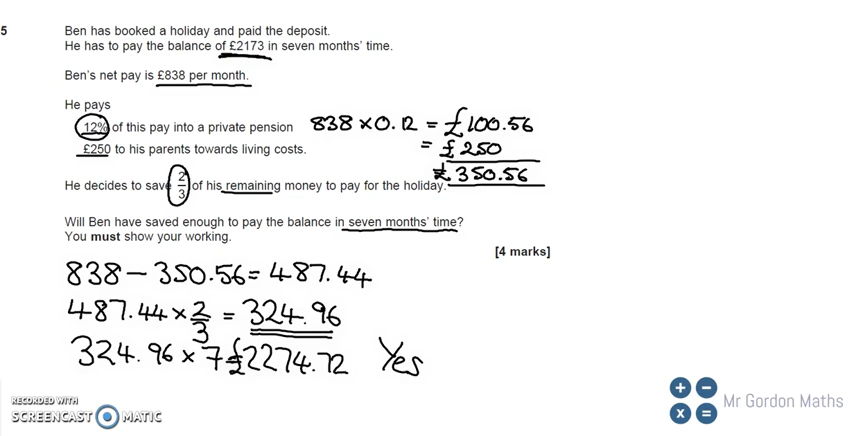 5 Ben has booked a holiday and paid the deposit.
He has to pay the balance of £2173 in seven months' time.
Ben's net pay is £838 per month.
He pays
12% of this pay into a private pension
£250 to his parents towards living costs.
838 × 0.12 = £100.56
= £250
£350.56
He decides to save 2/3 of his remaining money to pay for the holiday.
Will Ben have saved enough to pay the balance in seven months' time?
You must show your working.
[4 marks]
838 – 350.56 = 487.44
487.44 × 2/3 = 324.96
324.96 × 7 £2274.72 Yes
RECORDED WITH
SCREENCAST MATIC
+ − × =
Mr Gordon Maths